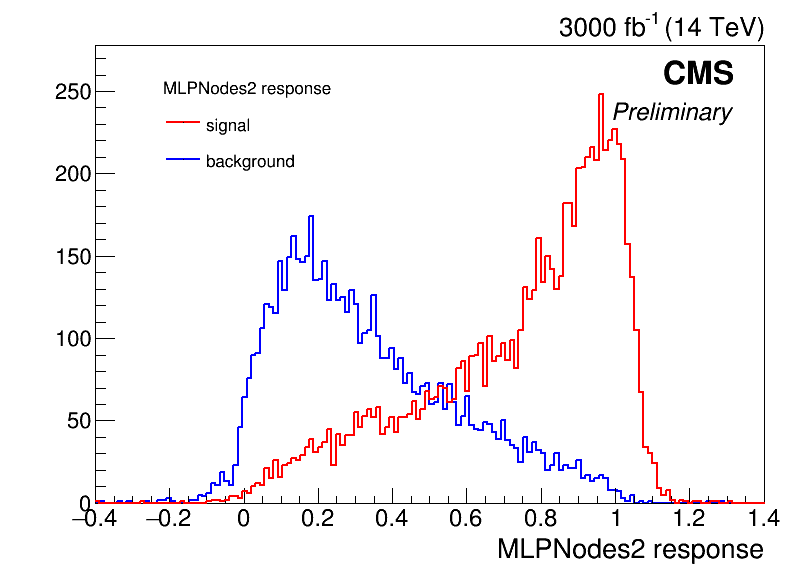 3000 fb-1 (14 TeV)
CMS
Preliminary
MLPNodes2 response
signal
background
250
200
150
100
50
0
−0.4 −0.2 0 0.2 0.4 0.6 0.8 1 1.2 1.4
MLPNodes2 response